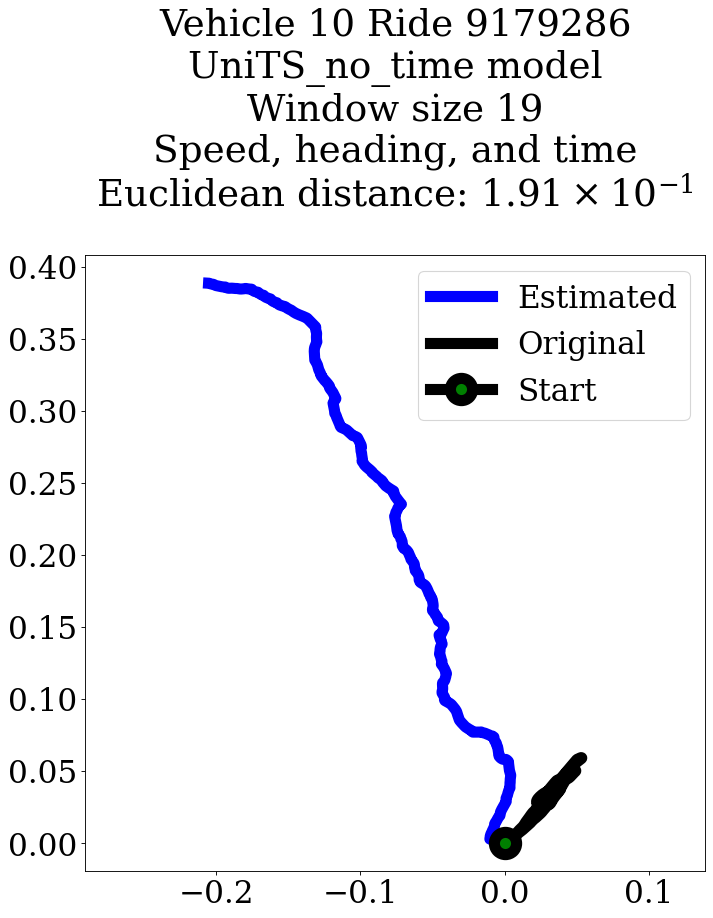 Vehicle 10 Ride 9179286
UniTS_no_time model
Window size 19
Speed, heading, and time
Euclidean distance: 1.91 × 10⁻¹
0.40
0.35
0.30
0.25
0.20
0.15
0.10
0.05
0.00
Estimated
Original
Start
−0.2 −0.1 0.0 0.1